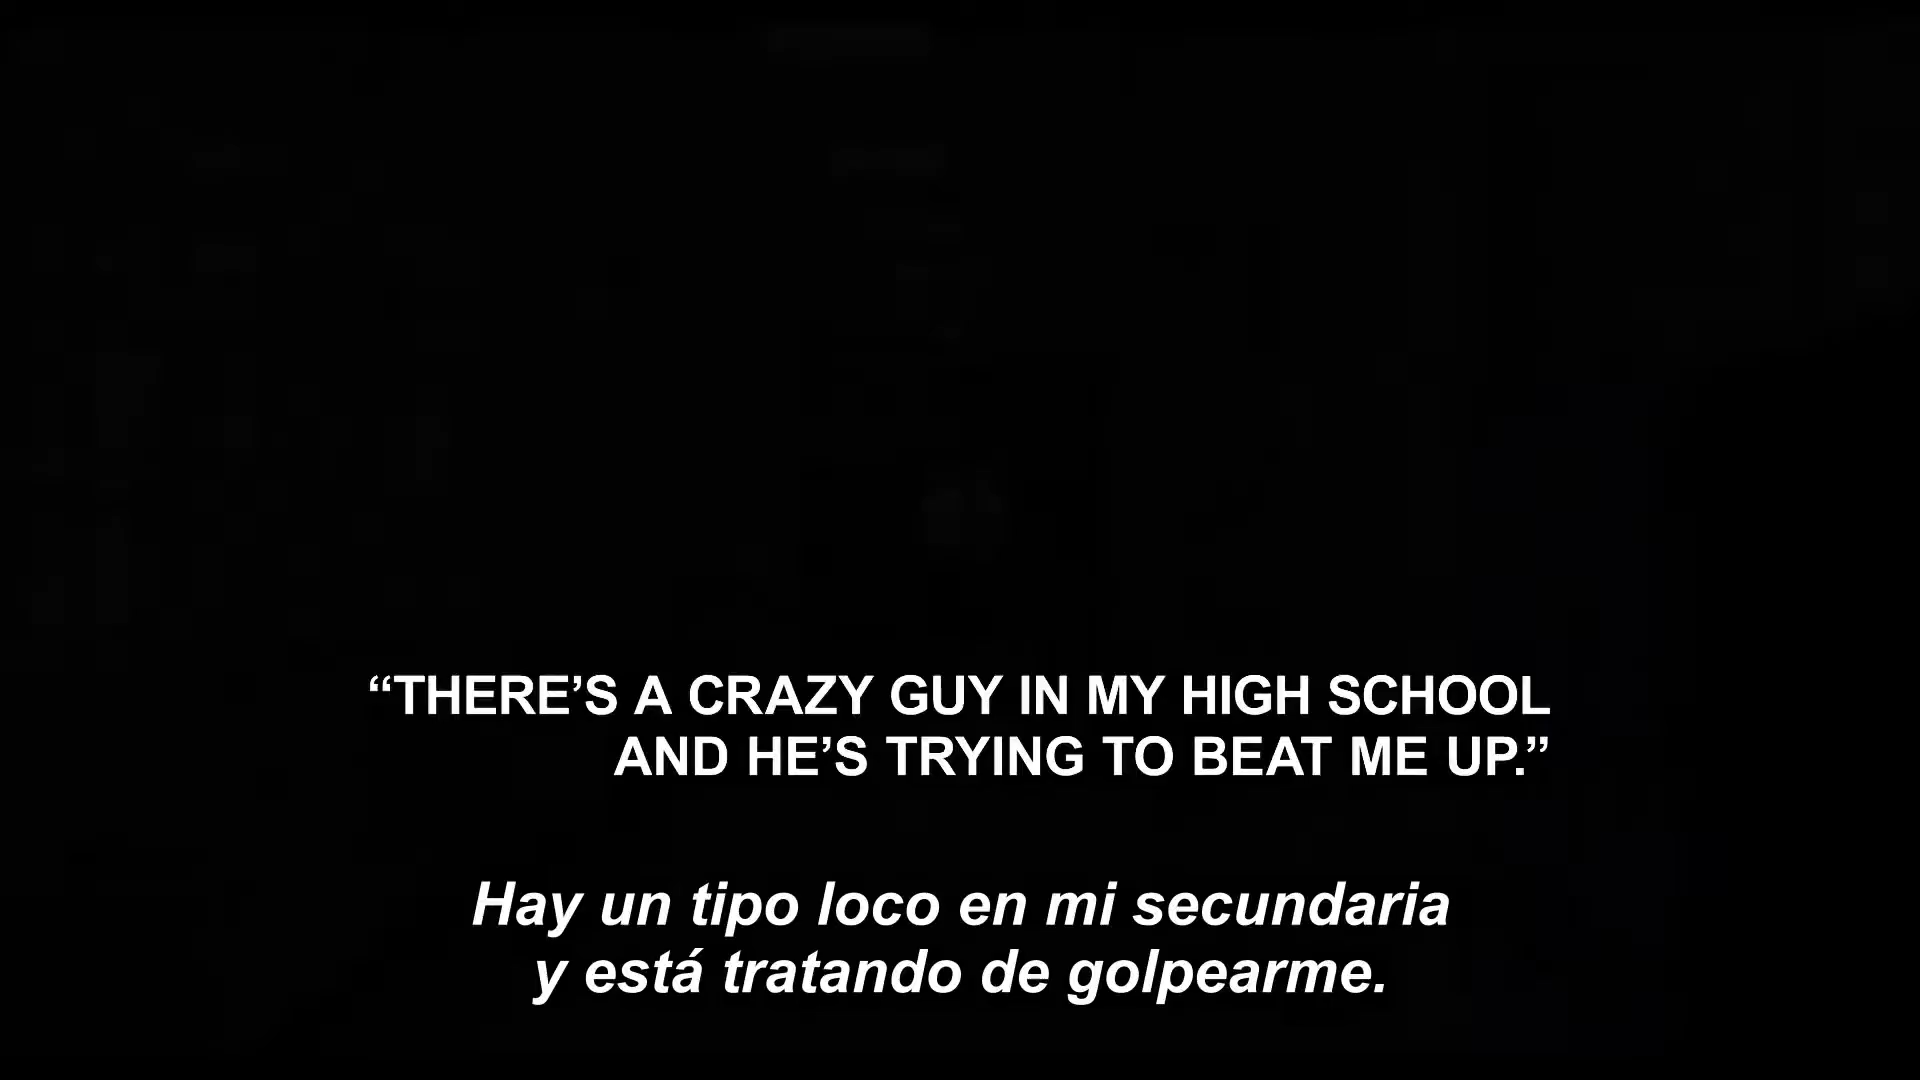 “THERE’S A CRAZY GUY IN MY HIGH SCHOOL
AND HE’S TRYING TO BEAT ME UP.”
Hay un tipo loco en mi secundaria
y está tratando de golpearme.